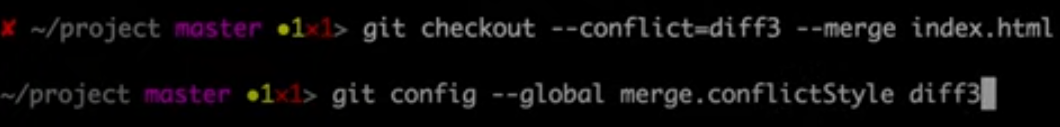 ✘ ~/project master ●1✕1> git checkout --conflict=diff3 --merge index.html
~/project master ●1✕1> git config --global merge.conflictStyle diff3